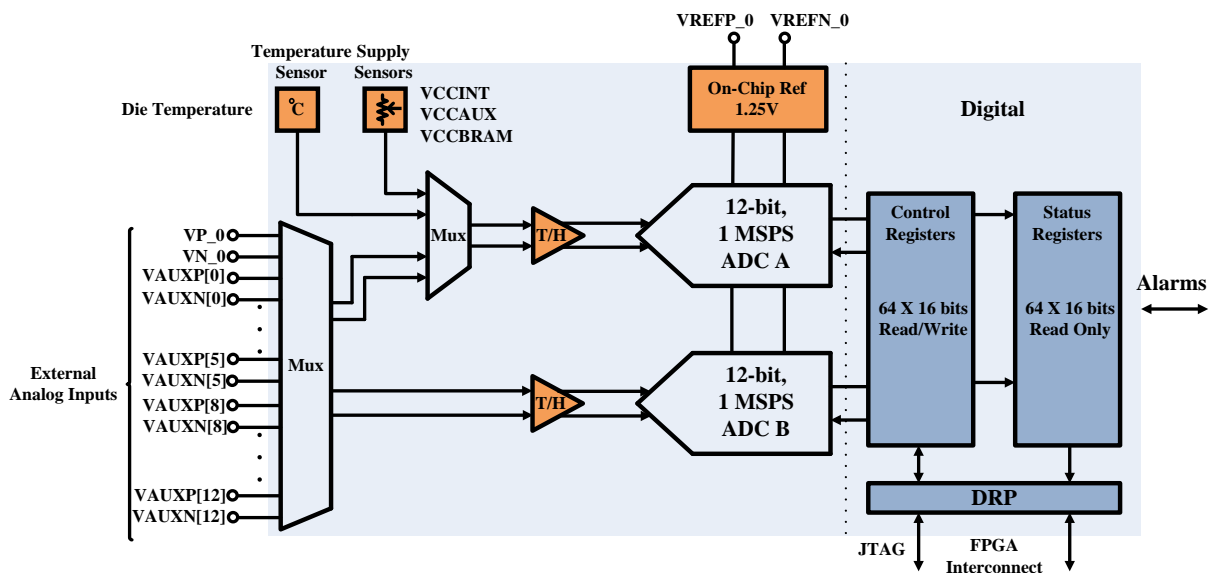 VREFP_0 VREFN_0
Temperature Supply
Sensor Sensors
Die Temperature
°C
VCCINT
VCCAUX
VCCBRAM
On-Chip Ref
1.25V
Digital
Mux
T/H
12-bit,
1 MSPS
ADC A
Control
Registers
64 X 16 bits
Read/Write
Status
Registers
64 X 16 bits
Read Only
Alarms
External
Analog Inputs
VP_0
VN_0
VAUXP[0]
VAUXN[0]
VAUXP[5]
VAUXN[5]
VAUXP[8]
VAUXN[8]
VAUXP[12]
VAUXN[12]
Mux
T/H
12-bit,
1 MSPS
ADC B
DRP
JTAG
FPGA
Interconnect